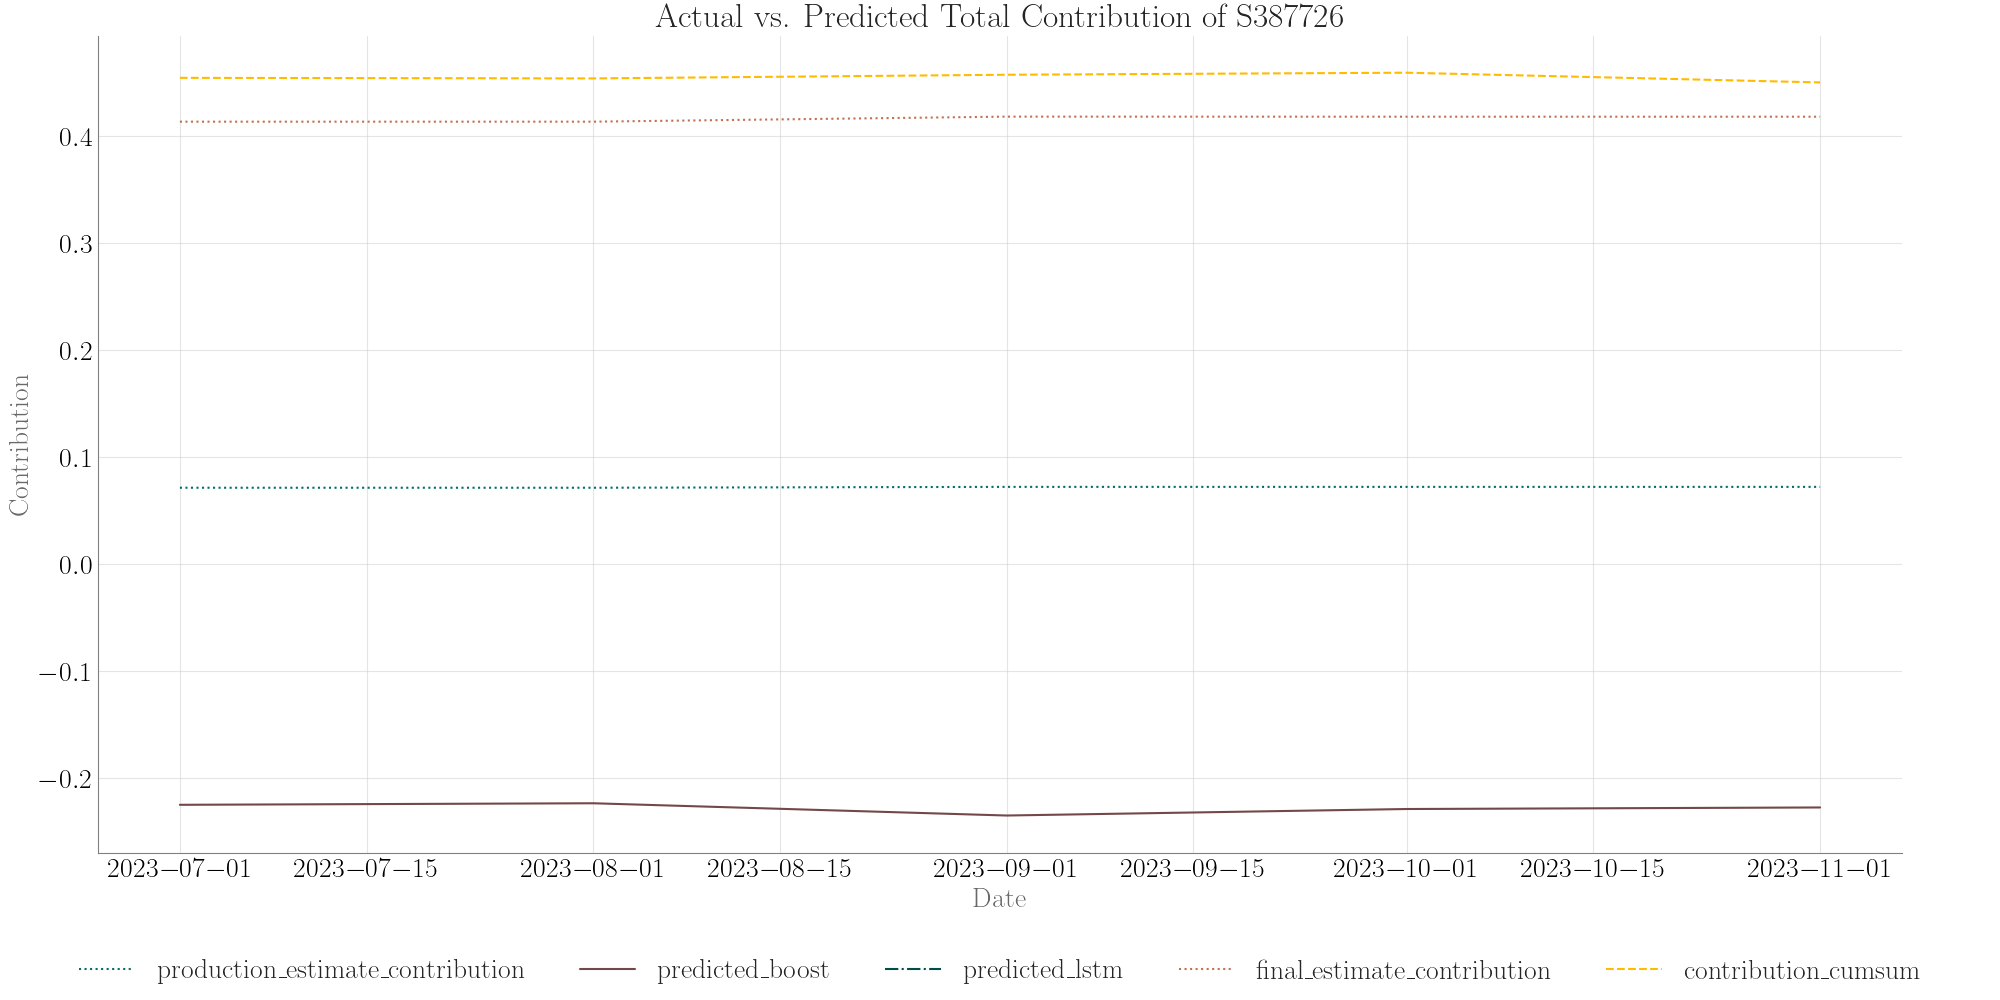 Actual vs. Predicted Total Contribution of S387726
Contribution
0.4
0.3
0.2
0.1
0.0
−0.1
−0.2
2023−07−01 2023−07−15 2023−08−01 2023−08−15 2023−09−01 2023−09−15 2023−10−01 2023−10−15 2023−11−01
Date
production_estimate_contribution predicted_boost predicted_lstm final_estimate_contribution contribution_cumsum